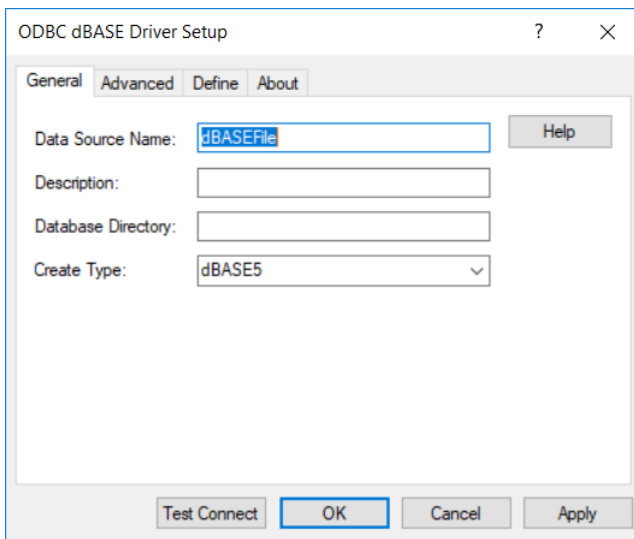 ODBC dBASE Driver Setup ?
General Advanced Define About
Data Source Name: dBASEFile Help
Description:
Database Directory:
Create Type: dBASE5
Test Connect OK Cancel Apply